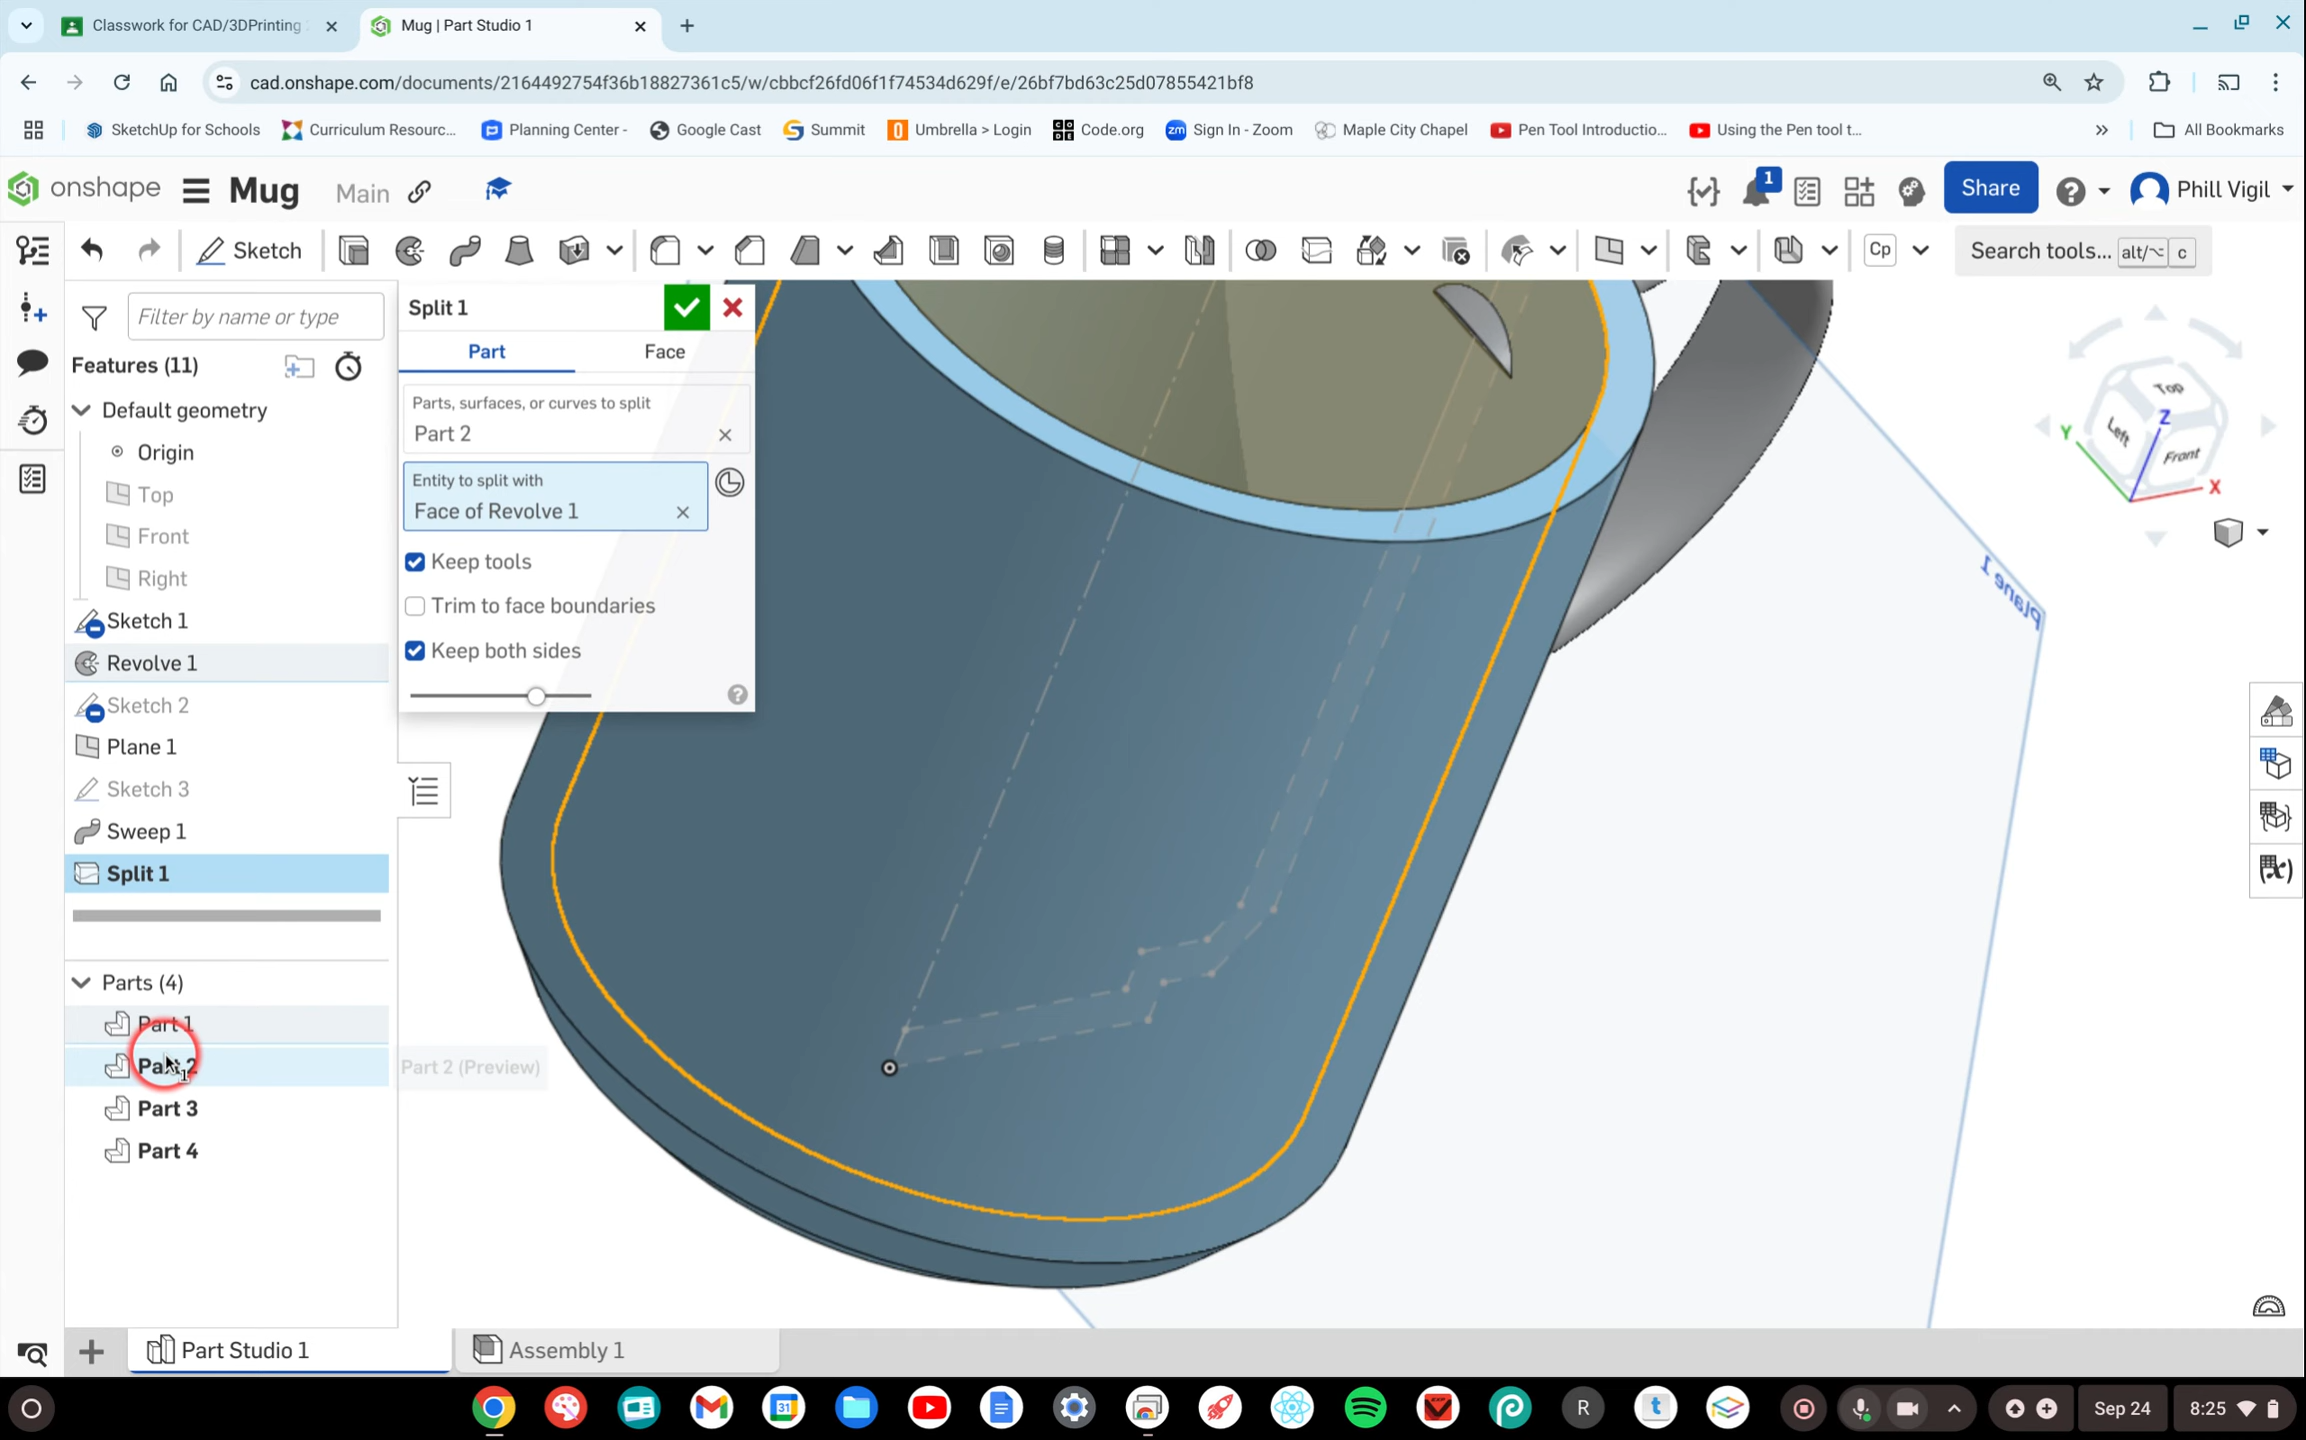 Classwork for CAD/3DPrinting
Mug | Part Studio 1
cad.onshape.com/documents/2164492754f36b18827361c5/w/cbbcf26fd06f1f74534d629f/e/26bf7bd63c25d07855421bf8
SketchUp for Schools
Curriculum Resourc...
Planning Center -
Google Cast
Summit
Umbrella > Login
Code.org
zm Sign In - Zoom
Maple City Chapel
Pen Tool Introductio...
Using the Pen tool t...
»
All Bookmarks
onshape
Mug
Main
1
Share
Phill Vigil
Sketch
Cp
Search tools... alt/⌥ c
Filter by name or type
Features (11)
Default geometry
Origin
Top
Front
Right
Sketch 1
Revolve 1
Sketch 2
Plane 1
Sketch 3
Sweep 1
Split 1
Parts (4)
Part 1
Part 2
Part 3
Part 4
Split 1
Part
Face
Parts, surfaces, or curves to split
Part 2
Entity to split with
Face of Revolve 1
Keep tools
Trim to face boundaries
Keep both sides
Part 2 (Preview)
Plane 1
Top
Left
Front
Z
Y
X
(x)
Part Studio 1
Assembly 1
31
R
t
Sep 24
8:25